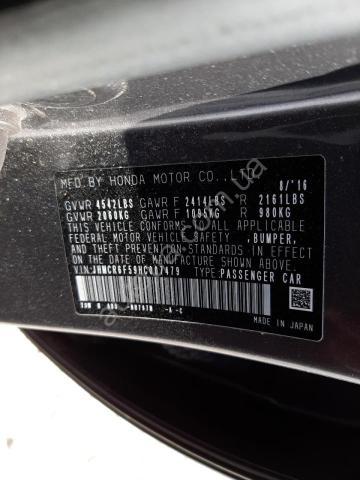 MFD BY HONDA MOTOR CO.,LTD. 8/'16
GVWR 4542LBS GAWR F 2414LBS R 2161LBS
GVWR 2060KG GAWR F 1095KG R 980KG
THIS VEHICLE CONFORMS TO ALL APPLICABLE
FEDERAL MOTOR VEHICLE SAFETY, BUMPER,
AND THEFT PREVENTION STANDARDS IN EFFECT
ON THE DATE OF MANUFACTURE SHOWN ABOVE.
VIN: TYPE:PASSENGER CAR
-A -C
MADE IN JAPAN